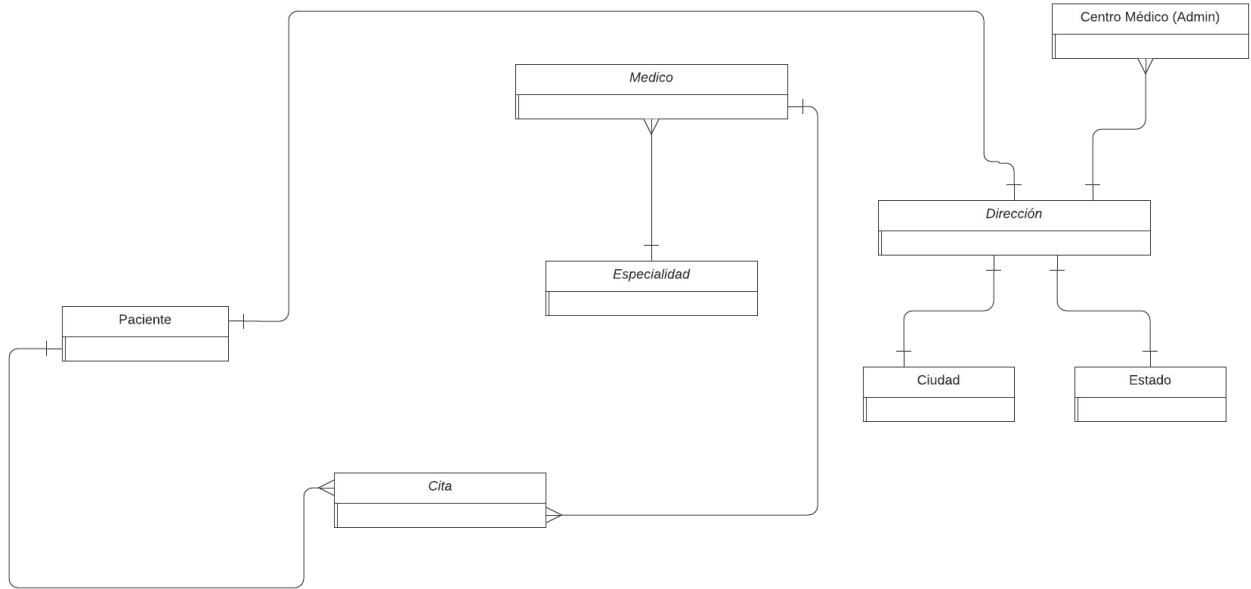 Centro Médico (Admin)
Medico
Dirección
Especialidad
Paciente
Ciudad
Estado
Cita